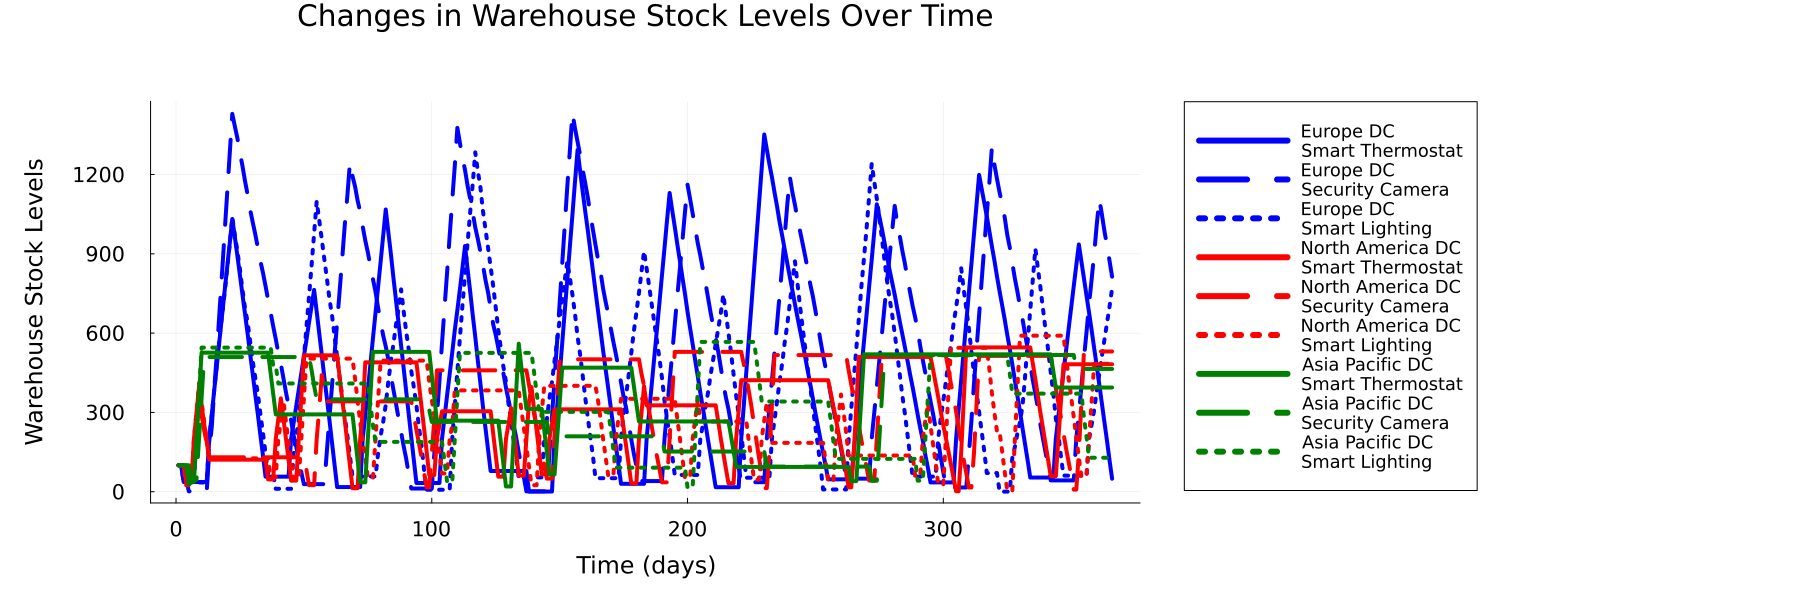 Changes in Warehouse Stock Levels Over Time
Warehouse Stock Levels
1200
900
600
300
0
0
100
200
300
Time (days)
Europe DC
Smart Thermostat
Europe DC
Security Camera
Europe DC
Smart Lighting
North America DC
Smart Thermostat
North America DC
Security Camera
North America DC
Smart Lighting
Asia Pacific DC
Smart Thermostat
Asia Pacific DC
Security Camera
Asia Pacific DC
Smart Lighting